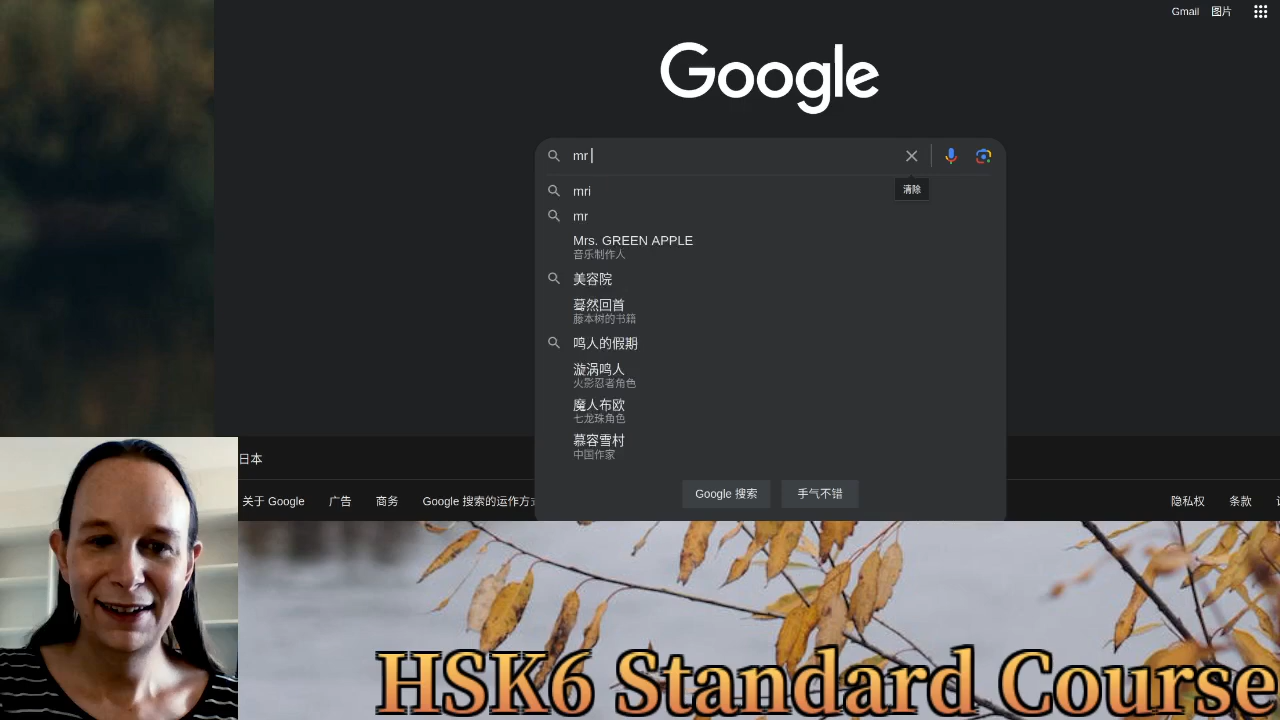 Gmail 图片
Google
mr
清除
mri
mr
Mrs. GREEN APPLE
音乐制作人
美容院
蓦然回首
藤本树的书籍
鸣人的假期
漩涡鸣人
火影忍者角色
魔人布欧
七龙珠角色
慕容雪村
中国作家
Google 搜索 手气不错
日本
关于 Google 广告 商务 Google 搜索的运作方式 隐私权 条款
HSK6 Standard Course